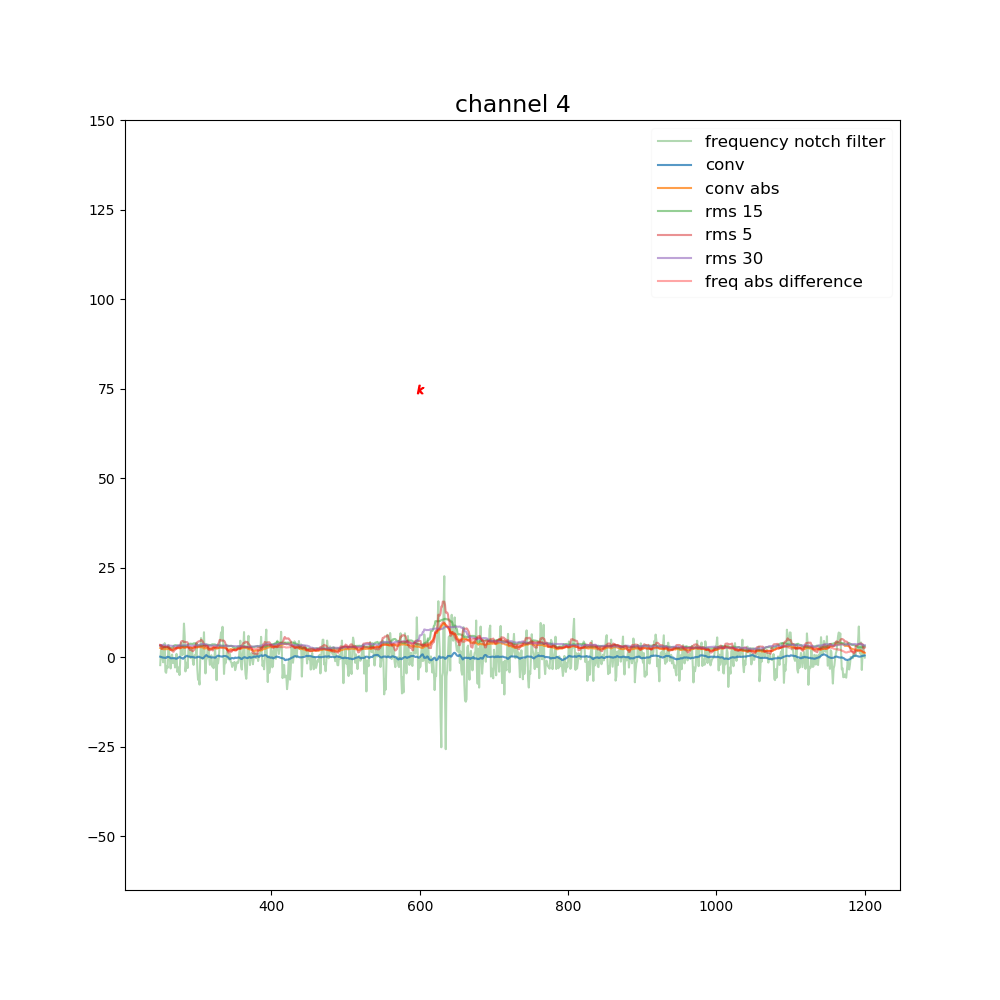 channel 4
150
125
100
75
50
25
0
−25
−50
frequency notch filter
conv
conv abs
rms 15
rms 5
rms 30
freq abs difference
k
400 600 800 1000 1200